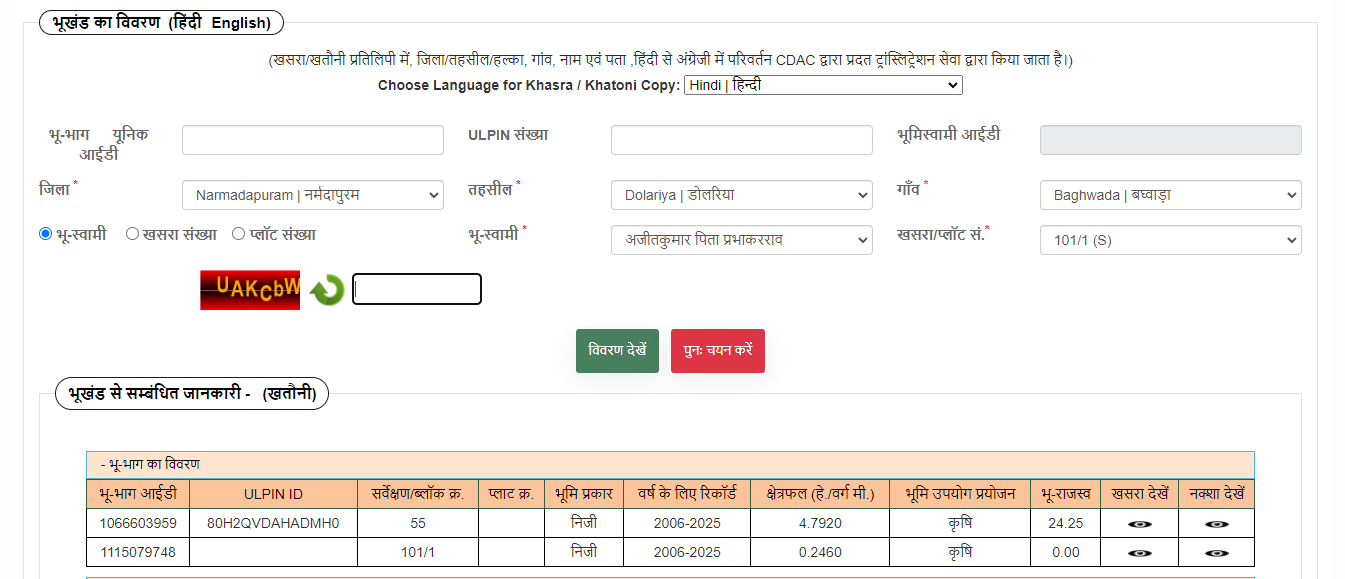 भूखंड का विवरण (हिंदी English)
(खसरा/खतौनी प्रतिलिपी में, जिला/तहसील/हल्का, गांव, नाम एवं पता ,हिंदी से अंग्रेजी में परिवर्तन CDAC द्वारा प्रदत ट्रांस्लिट्रेशन सेवा द्वारा किया जाता है।)
Choose Language for Khasra / Khatoni Copy: Hindi | हिन्दी
भू-भाग यूनिक आईडी ULPIN संख्या भूमिस्वामी आईडी
जिला * Narmadapuram | नर्मदापुरम तहसील * Dolariya | डोलरिया गाँव * Baghwada | बघ्वाड़ा
भू-स्वामी खसरा संख्या प्लॉट संख्या भू-स्वामी * अजीतकुमार पिता प्रभाकरराव खसरा/प्लॉट सं.* 101/1 (S)
UAKcbW
विवरण देखें पुनः चयन करें
भूखंड से सम्बंधित जानकारी - (खतौनी)
- भू-भाग का विवरण
भू-भाग आईडी ULPIN ID सर्वेक्षण/ब्लॉक क्र. प्लाट क्र. भूमि प्रकार वर्ष के लिए रिकॉर्ड क्षेत्रफल (हे./वर्ग मी.) भूमि उपयोग प्रयोजन भू-राजस्व खसरा देखें नक्शा देखें
1066603959 80H2QVDAHADMH0 55 निजी 2006-2025 4.7920 कृषि 24.25
1115079748 101/1 निजी 2006-2025 0.2460 कृषि 0.00